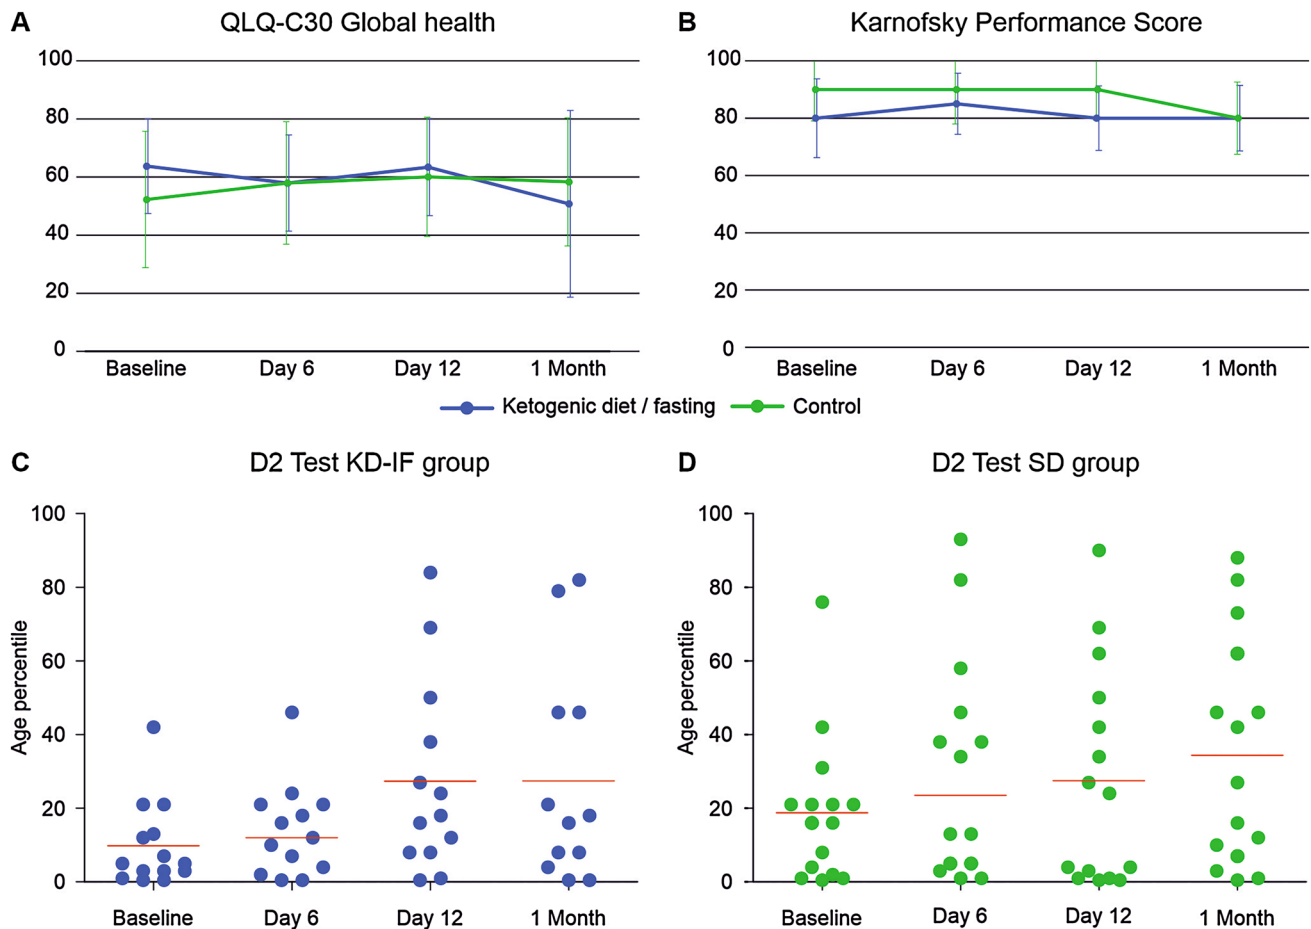 A QLQ-C30 Global health
100
80
60
40
20
0
Baseline Day 6 Day 12 1 Month
B Karnofsky Performance Score
100
80
60
40
20
0
Baseline Day 6 Day 12 1 Month
Ketogenic diet / fasting Control
C D2 Test KD-IF group
Age percentile
100
80
60
40
20
0
Baseline Day 6 Day 12 1 Month
D D2 Test SD group
Age percentile
100
80
60
40
20
0
Baseline Day 6 Day 12 1 Month